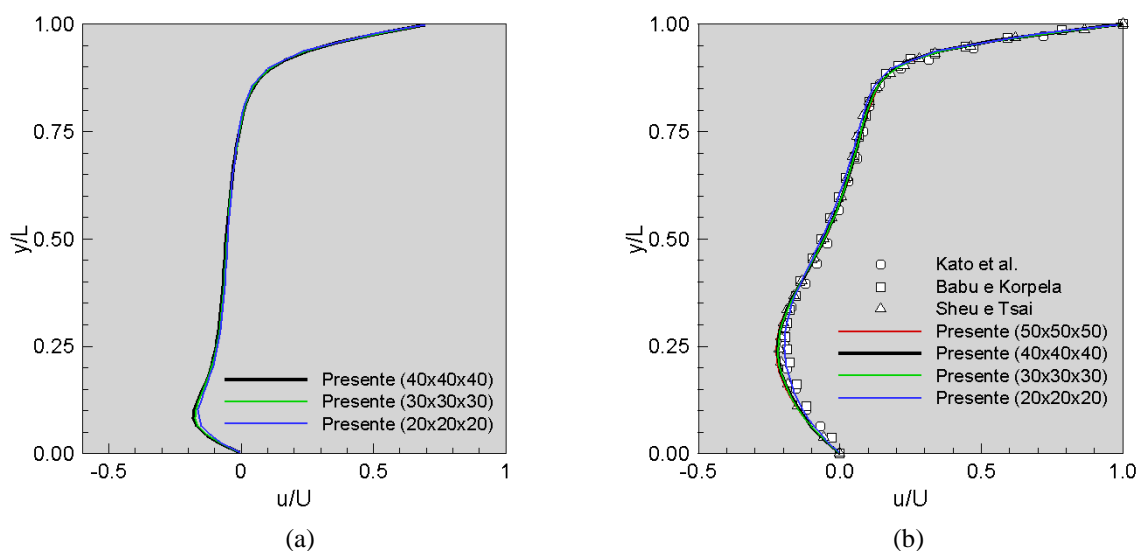 1.00
0.75
0.50
0.25
0.00
y/L
-0.5
0
0.5
1
u/U
Presente (40x40x40)
Presente (30x30x30)
Presente (20x20x20)
(a)
1.00
0.75
0.50
0.25
0.00
y/L
-0.5
0.0
0.5
1.0
u/U
Kato et al.
Babu e Korpela
Sheu e Tsai
Presente (50x50x50)
Presente (40x40x40)
Presente (30x30x30)
Presente (20x20x20)
(b)